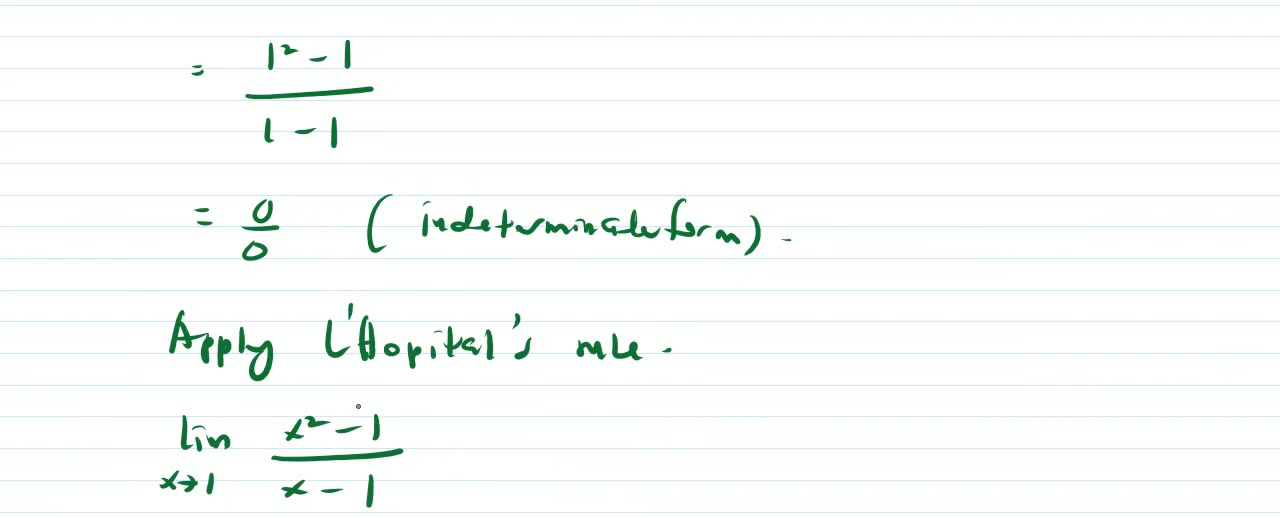 = 1² - 1 / 1 - 1
= 0/0 (indeterminate form).
Apply L'Hopital's rule.
lim x→1 x² - 1 / x - 1